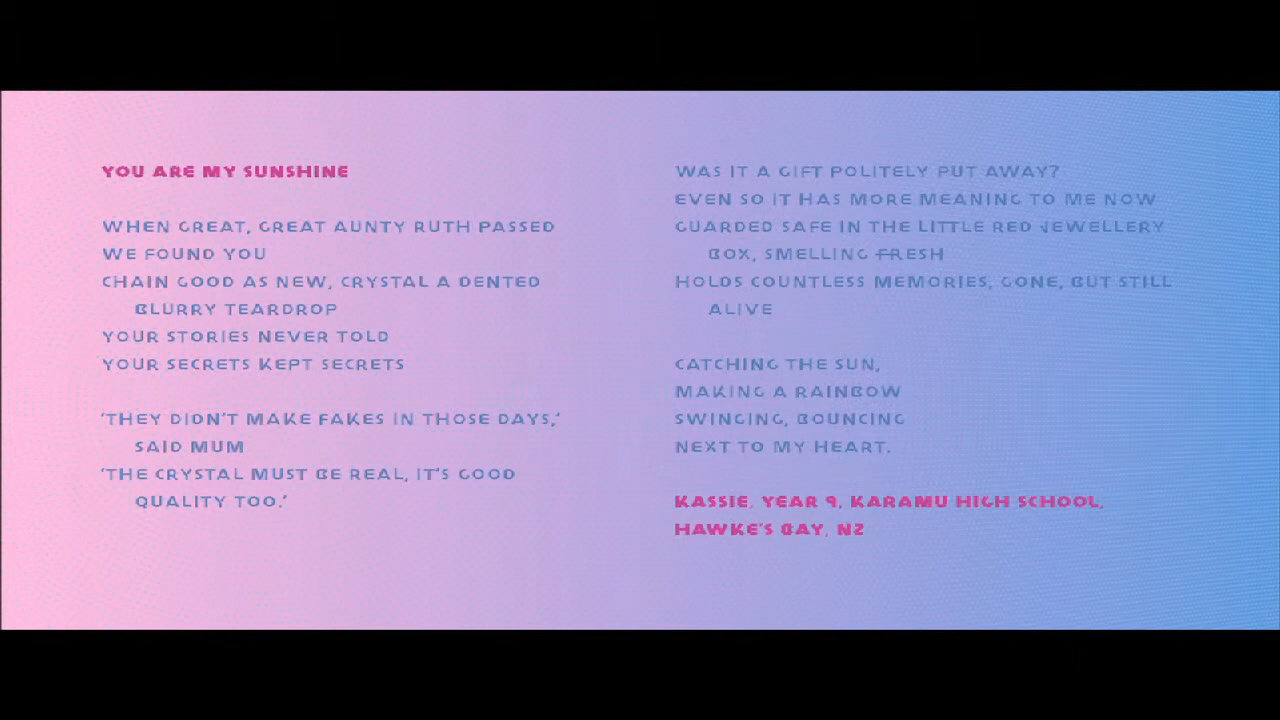 YOU ARE MY SUNSHINE
WHEN GREAT, GREAT AUNTY RUTH PASSED
WE FOUND YOU
CHAIN GOOD AS NEW, CRYSTAL A DENTED
BLURRY TEARDROP
YOUR STORIES NEVER TOLD
YOUR SECRETS KEPT SECRETS
'THEY DIDN'T MAKE FAKES IN THOSE DAYS,'
SAID MUM
'THE CRYSTAL MUST BE REAL, IT'S GOOD
QUALITY TOO.'
WAS IT A GIFT POLITELY PUT AWAY?
EVEN SO IT HAS MORE MEANING TO ME NOW
GUARDED SAFE IN THE LITTLE RED JEWELLERY
BOX, SMELLING FRESH
HOLDS COUNTLESS MEMORIES, GONE, BUT STILL
ALIVE
CATCHING THE SUN,
MAKING A RAINBOW
SWINGING, BOUNCING
NEXT TO MY HEART.
KASSIE, YEAR 9, KARAMU HIGH SCHOOL,
HAWKE'S BAY, NZ